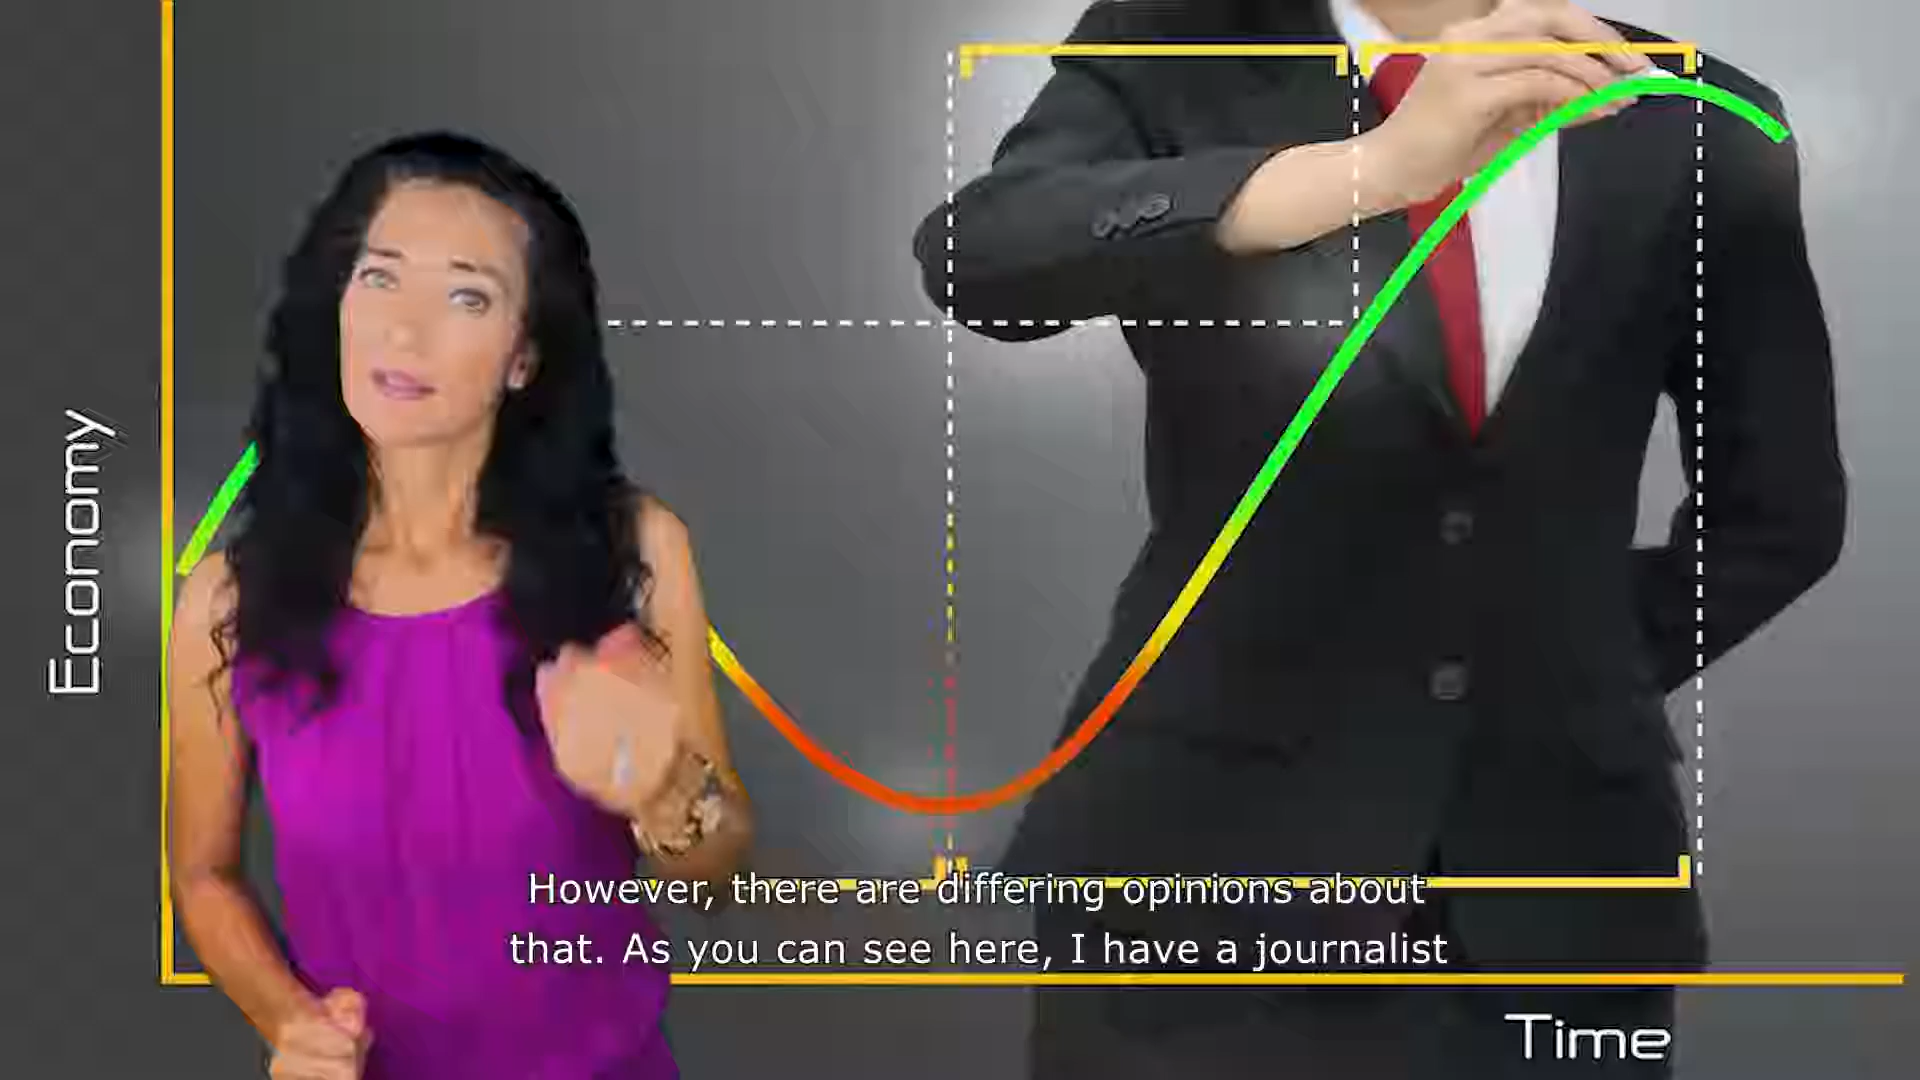 Economy
However, there are differing opinions about
that. As you can see here, I have a journalist
Time